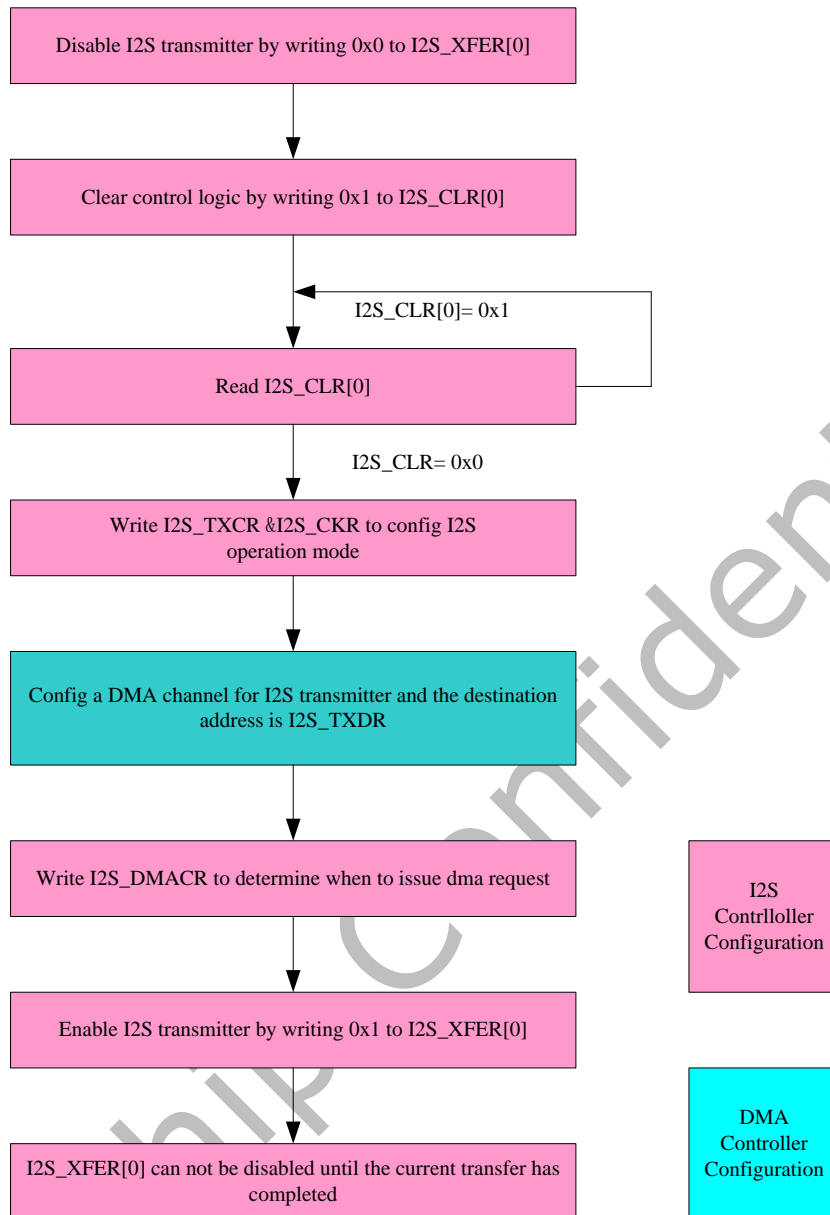 Disable I2S transmitter by writing 0x0 to I2S_XFER[0]
Clear control logic by writing 0x1 to I2S_CLR[0]
I2S_CLR[0]= 0x1
Read I2S_CLR[0]
I2S_CLR= 0x0
Write I2S_TXCR &I2S_CKR to config I2S
operation mode
Config a DMA channel for I2S transmitter and the destination
address is I2S_TXDR
Write I2S_DMACR to determine when to issue dma request
I2S
Contrlloller
Configuration
Enable I2S transmitter by writing 0x1 to I2S_XFER[0]
DMA
Controller
Configuration
I2S_XFER[0] can not be disabled until the current transfer has
completed
hip Confiden